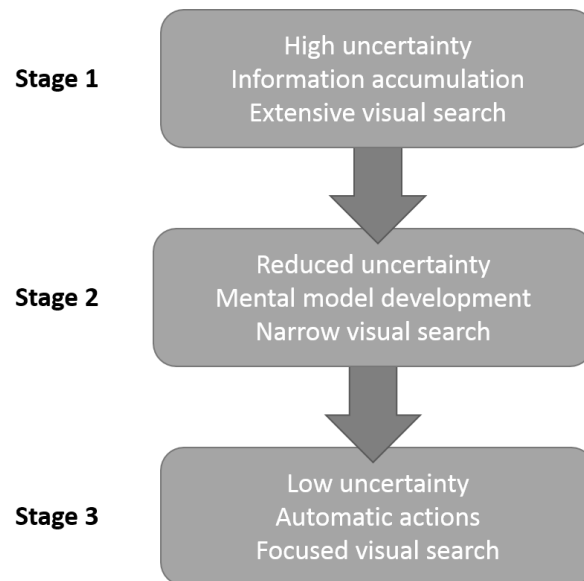 Stage 1
High uncertainty
Information accumulation
Extensive visual search
Stage 2
Reduced uncertainty
Mental model development
Narrow visual search
Stage 3
Low uncertainty
Automatic actions
Focused visual search